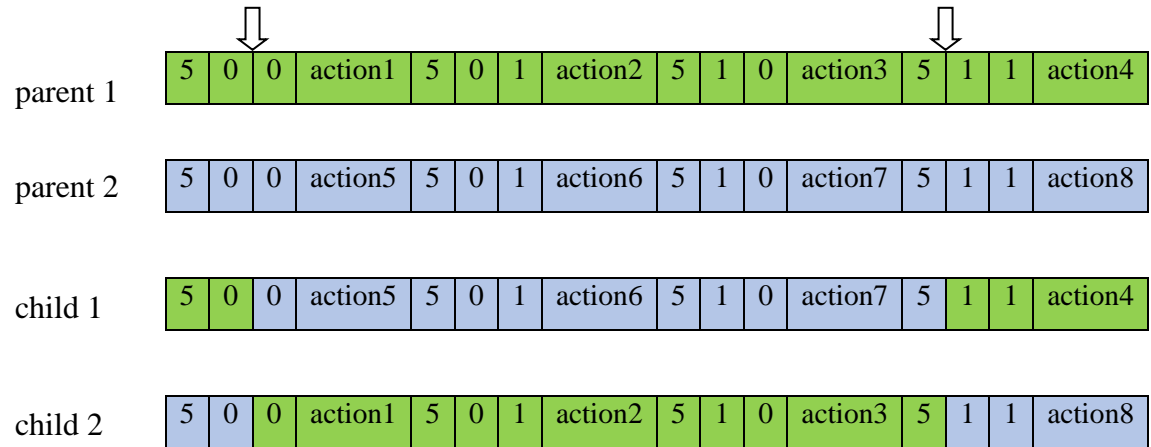 parent 1 5 0 0 action1 5 0 1 action2 5 1 0 action3 5 1 1 action4
parent 2 5 0 0 action5 5 0 1 action6 5 1 0 action7 5 1 1 action8
child 1 5 0 0 action5 5 0 1 action6 5 1 0 action7 5 1 1 action4
child 2 5 0 0 action1 5 0 1 action2 5 1 0 action3 5 1 1 action8